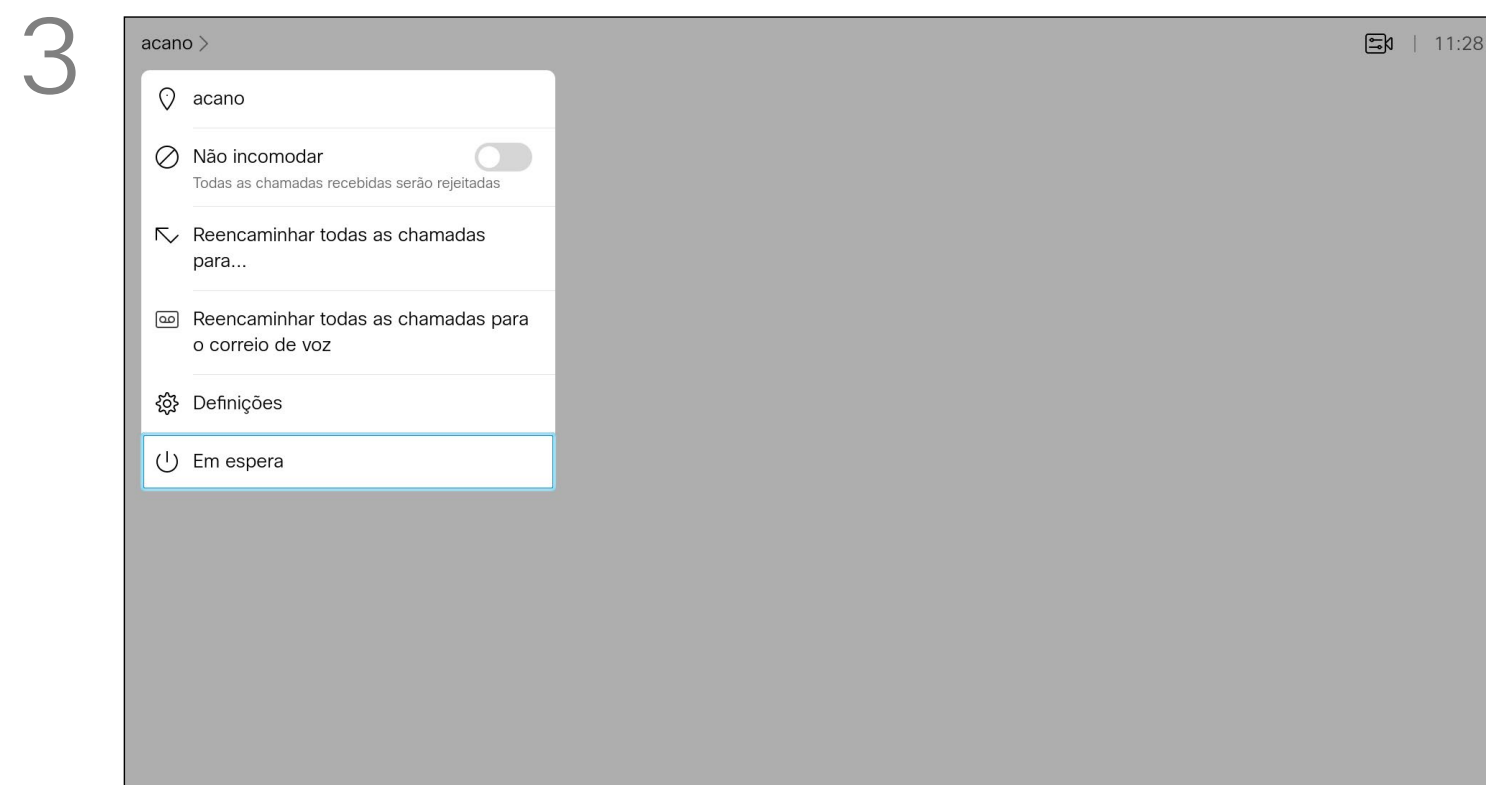 3
acano >
11:28
acano
Não incomodar
Todas as chamadas recebidas serão rejeitadas
Reencaminhar todas as chamadas
para...
Reencaminhar todas as chamadas para
o correio de voz
Definições
Em espera